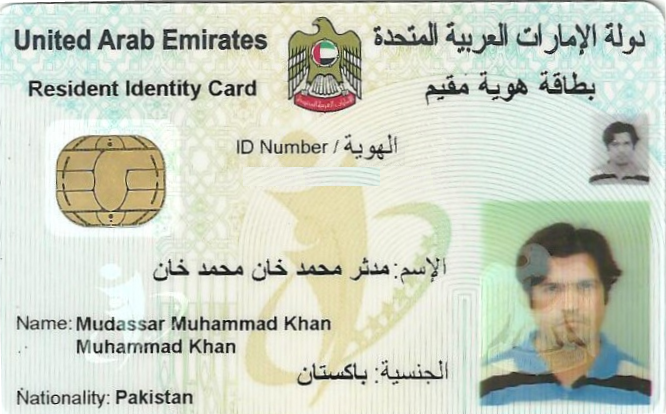 United Arab Emirates
دولة الإمارات العربية المتحدة
Resident Identity Card
بطاقة هوية مقيم
ID Number / الهوية
الإسم: مدثر محمد خان محمد خان
Name: Mudassar Muhammad Khan
Muhammad Khan
الجنسية: باكستان
Nationality: Pakistan